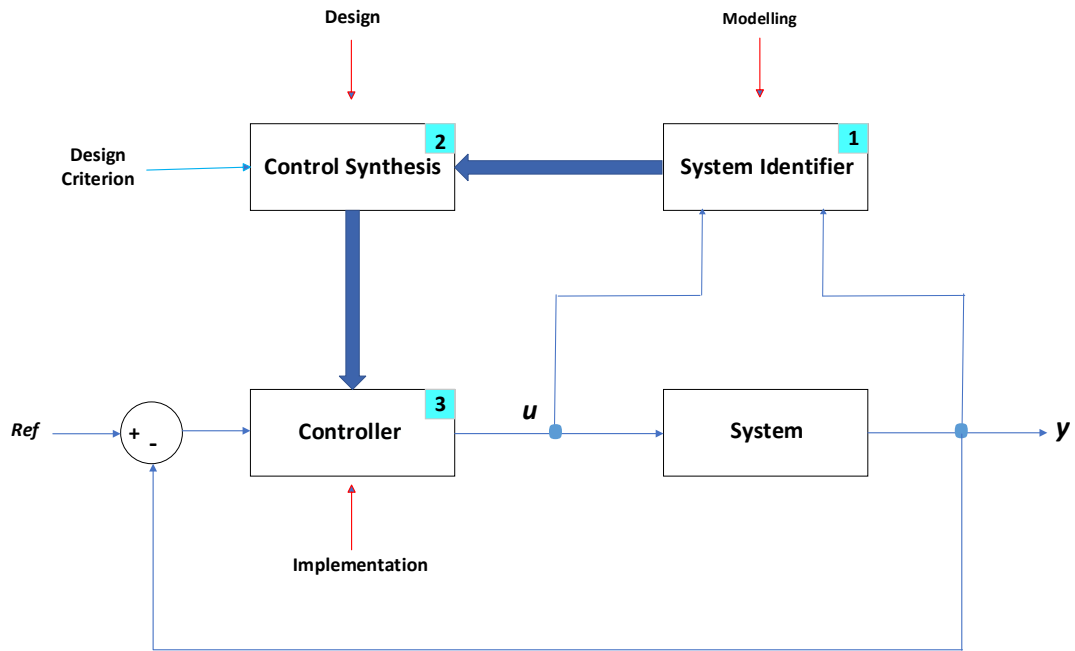 Design
Modelling
2
1
Design
Criterion
Control Synthesis
System Identifier
3
Ref
+
-
Controller
u
System
y
Implementation